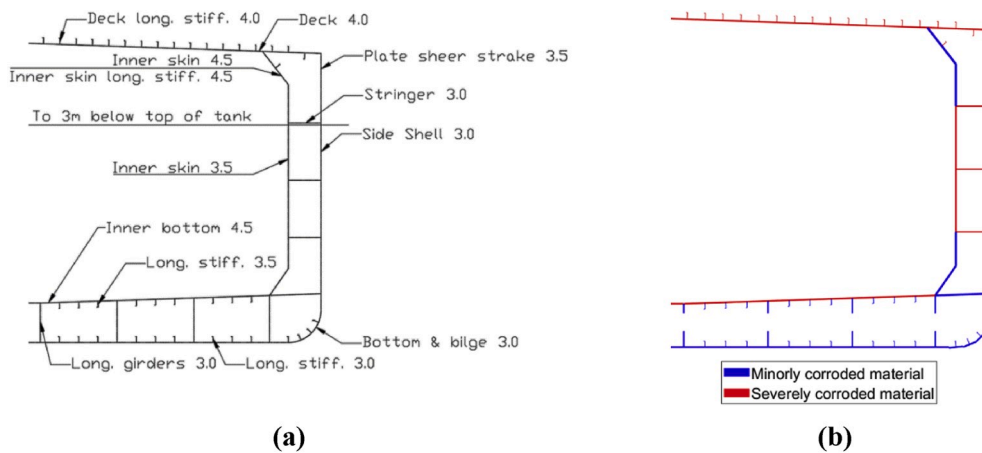 Deck long. stiff. 4.0
Deck 4.0
Inner skin 4.5
Inner skin long. stiff. 4.5
Plate sheer strake 3.5
Stringer 3.0
To 3m below top of tank
Side Shell 3.0
Inner skin 3.5
Inner bottom 4.5
Long. stiff. 3.5
Bottom & bilge 3.0
Long. girders 3.0
Long. stiff. 3.0
(a)
Minorly corroded material
Severely corroded material
(b)